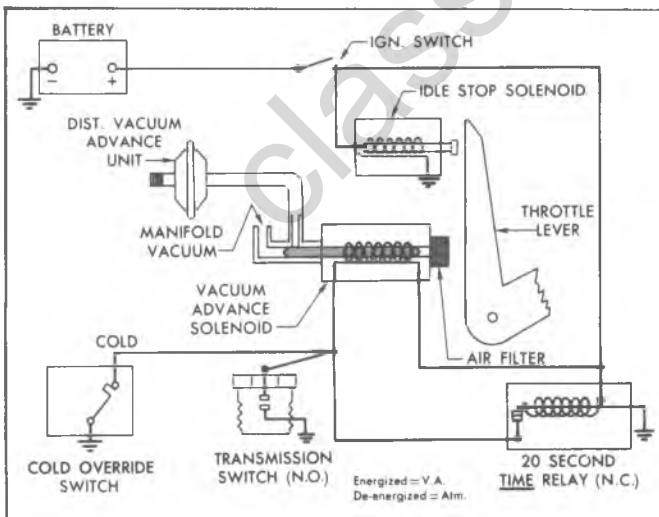 BATTERY
IGN. SWITCH
- +
IDLE STOP SOLENOID
DIST. VACUUM
ADVANCE
UNIT
MANIFOLD
VACUUM
THROTTLE
LEVER
VACUUM
ADVANCE
SOLENOID
AIR FILTER
COLD
COLD OVERRIDE
SWITCH
TRANSMISSION
SWITCH (N.O.)
Energized = V.A.
De-energized = Atm.
20 SECOND
TIME RELAY (N.C.)
class